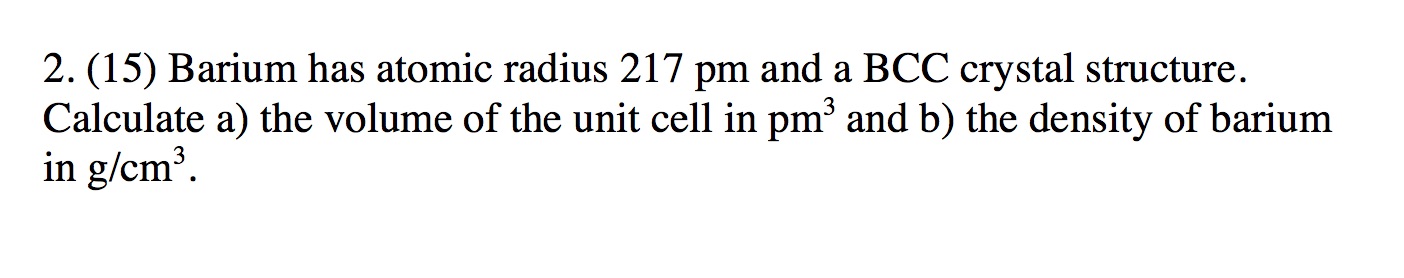 2. (15) Barium has atomic radius 217 pm and a BCC crystal structure.
Calculate a) the volume of the unit cell in pm³ and b) the density of barium
in g/cm³.